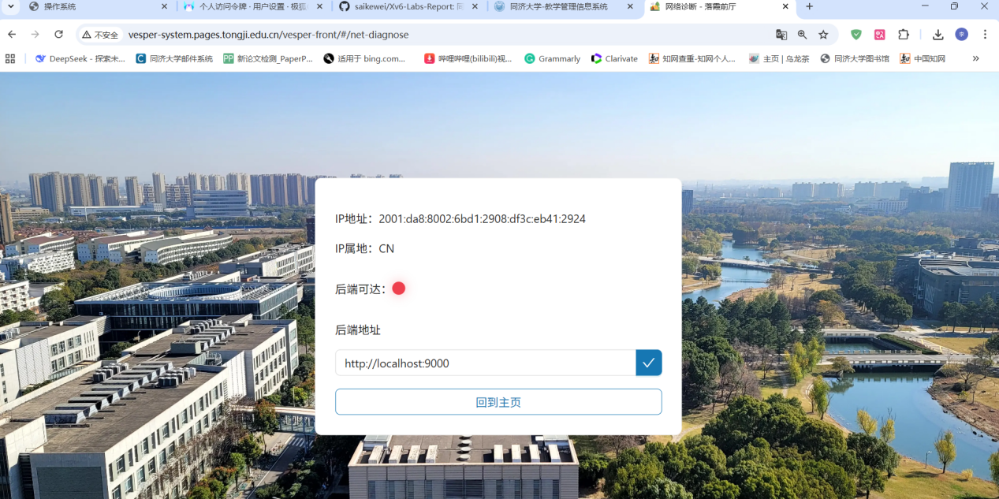 操作系统
个人访问令牌 · 用户设置 · 极狐
saikewei/Xv6-Labs-Report: 同
同济大学-教学管理信息系统
网络诊断 - 落霞前厅
不安全
vesper-system.pages.tongji.edu.cn/vesper-front/#/net-diagnose
李
DeepSeek - 探索未...
同济大学邮件系统
新论文检测_PaperP...
适用于 bing.com...
哔哩哔哩(bilibili)视...
Grammarly
Clarivate
知网查重-知网个人...
主页 | 乌龙茶
同济大学图书馆
中国知网
IP地址：2001:da8:8002:6bd1:2908:df3c:eb41:2924
IP属地：CN
后端可达：
后端地址
http://localhost:9000
回到主页